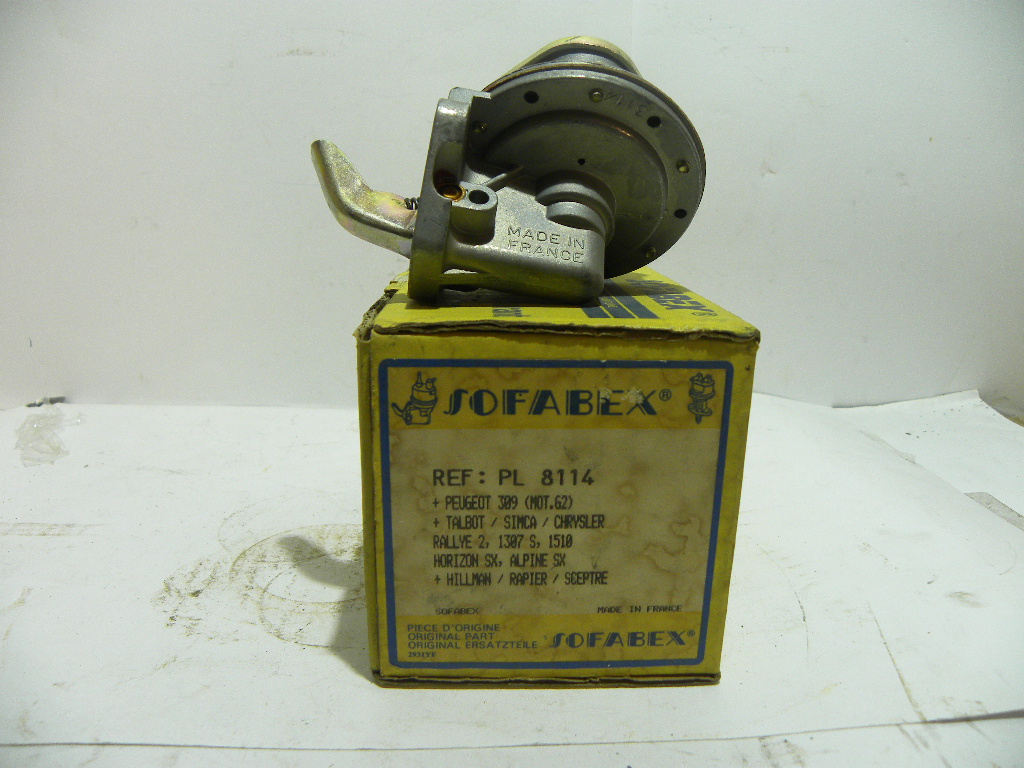 MADE IN
FRANCE
SOFABEX®
REF: PL 8114
+ PEUGEOT 309 (MOT.G2)
+ TALBOT / SIMCA / CHRYSLER
RALLYE 2, 1307 S, 1510
HORIZON SX, ALPINE SX
+ HILLMAN / RAPIER / SCEPTRE
SOFABEX MADE IN FRANCE
PIECE D'ORIGINE
ORIGINAL PART
ORIGINAL ERSATZTEILE SOFABEX®